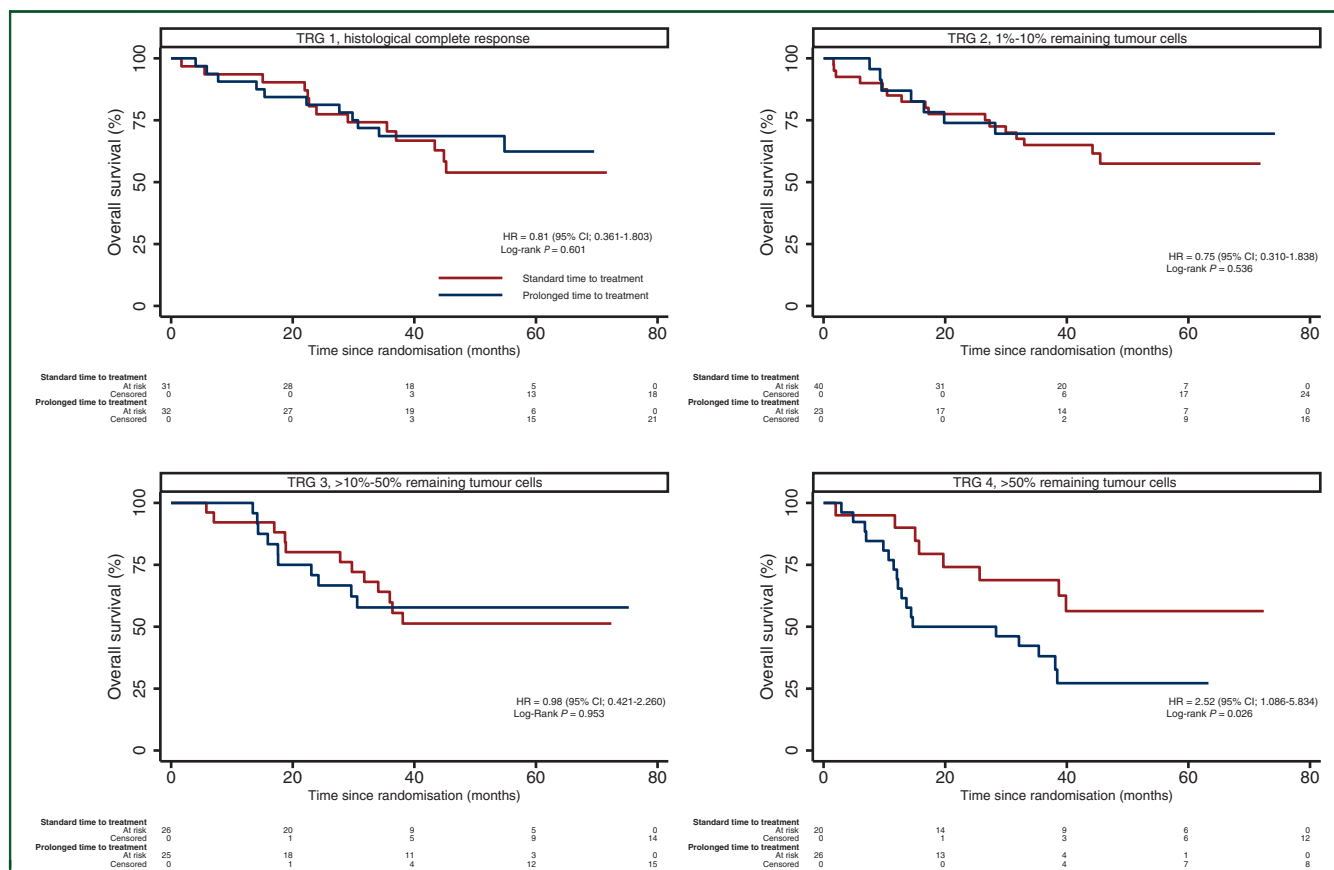 TRG 1, histological complete response
Overall survival (%)
100
75
50
25
0
HR = 0.81 (95% CI; 0.361-1.803)
Log-rank P = 0.601
Standard time to treatment
Prolonged time to treatment
0 20 40 60 80
Time since randomisation (months)
Standard time to treatment
At risk 31 28 18 5 0
Censored 0 0 3 13 18
Prolonged time to treatment
At risk 32 27 19 6 0
Censored 0 0 3 15 21
TRG 2, 1%-10% remaining tumour cells
Overall survival (%)
100
75
50
25
0
HR = 0.75 (95% CI; 0.310-1.838)
Log-rank P = 0.536
0 20 40 60 80
Time since randomisation (months)
Standard time to treatment
At risk 40 31 20 7 0
Censored 0 0 6 17 24
Prolonged time to treatment
At risk 23 17 14 7 0
Censored 0 0 2 9 16
TRG 3, >10%-50% remaining tumour cells
Overall survival (%)
100
75
50
25
0
HR = 0.98 (95% CI; 0.421-2.260)
Log-Rank P = 0.953
0 20 40 60 80
Time since randomisation (months)
Standard time to treatment
At risk 26 20 9 5 0
Censored 0 1 5 9 14
Prolonged time to treatment
At risk 25 18 11 3 0
Censored 0 1 4 12 15
TRG 4, >50% remaining tumour cells
Overall survival (%)
100
75
50
25
0
HR = 2.52 (95% CI; 1.086-5.834)
Log-rank P = 0.026
0 20 40 60 80
Time since randomisation (months)
Standard time to treatment
At risk 20 14 9 6 0
Censored 0 1 3 6 12
Prolonged time to treatment
At risk 26 13 4 1 0
Censored 0 0 4 7 8